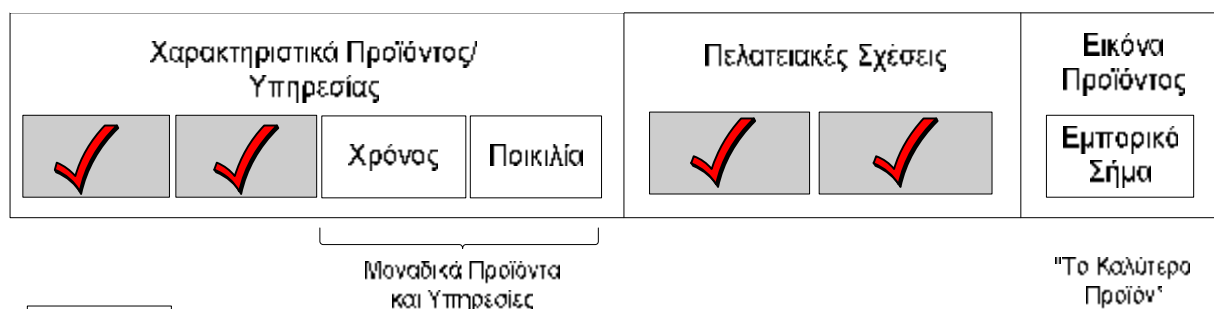 Χαρακτηριστικά Προϊόντος/
Υπηρεσίας
Χρόνος
Ποικιλία
Μοναδικά Προϊόντα
και Υπηρεσίες
Πελατειακές Σχέσεις
Εικόνα
Προϊόντος
Εμπορικό
Σήμα
"Το Καλύτερο
Προϊόν"